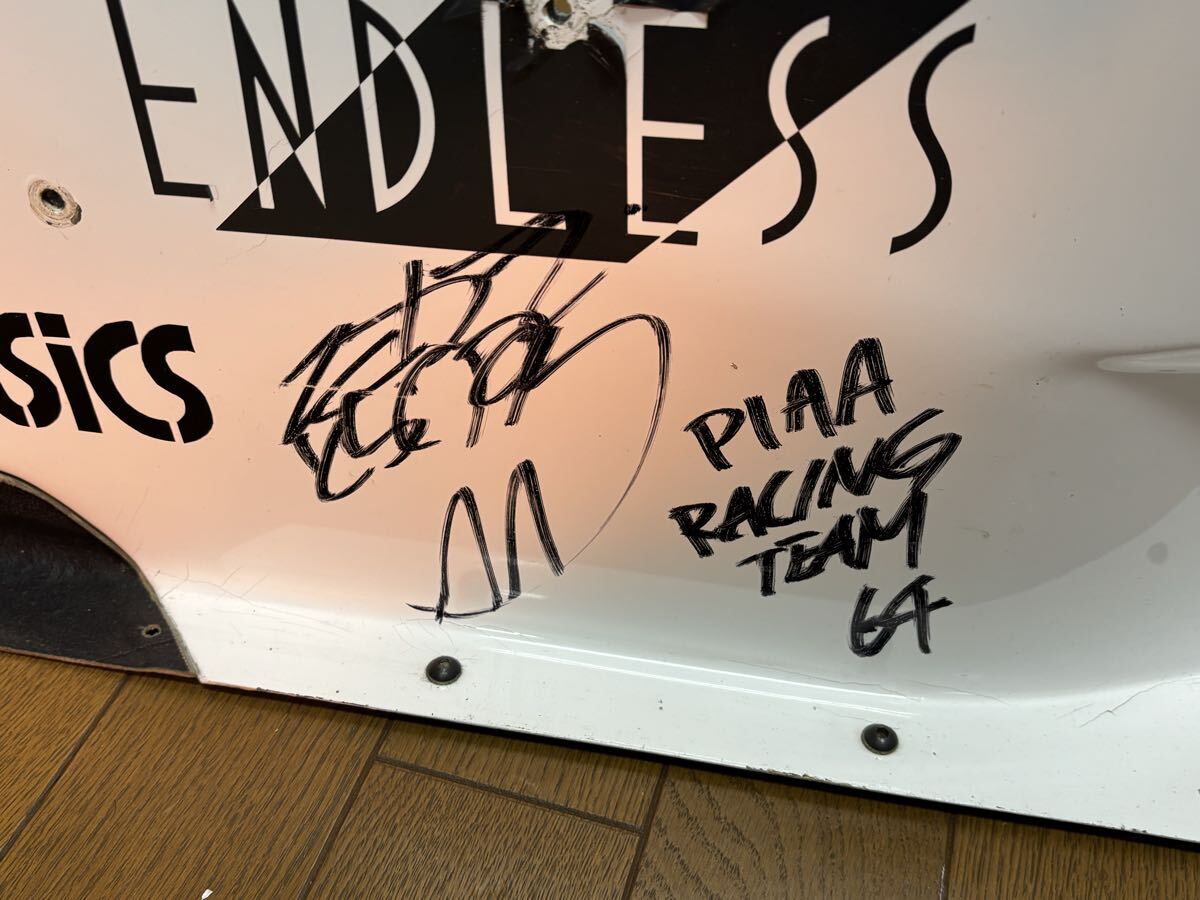 ENDLESS
sics
PIAA
RACING
TEAM
64